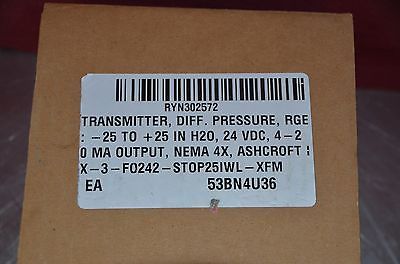 RYN302572
TRANSMITTER, DIFF. PRESSURE, RGE
: -25 TO +25 IN H2O, 24 VDC, 4-2
0 MA OUTPUT, NEMA 4X, ASHCROFT I
X-3-F0242-STOP25IWL-XFM
EA 53BN4U36